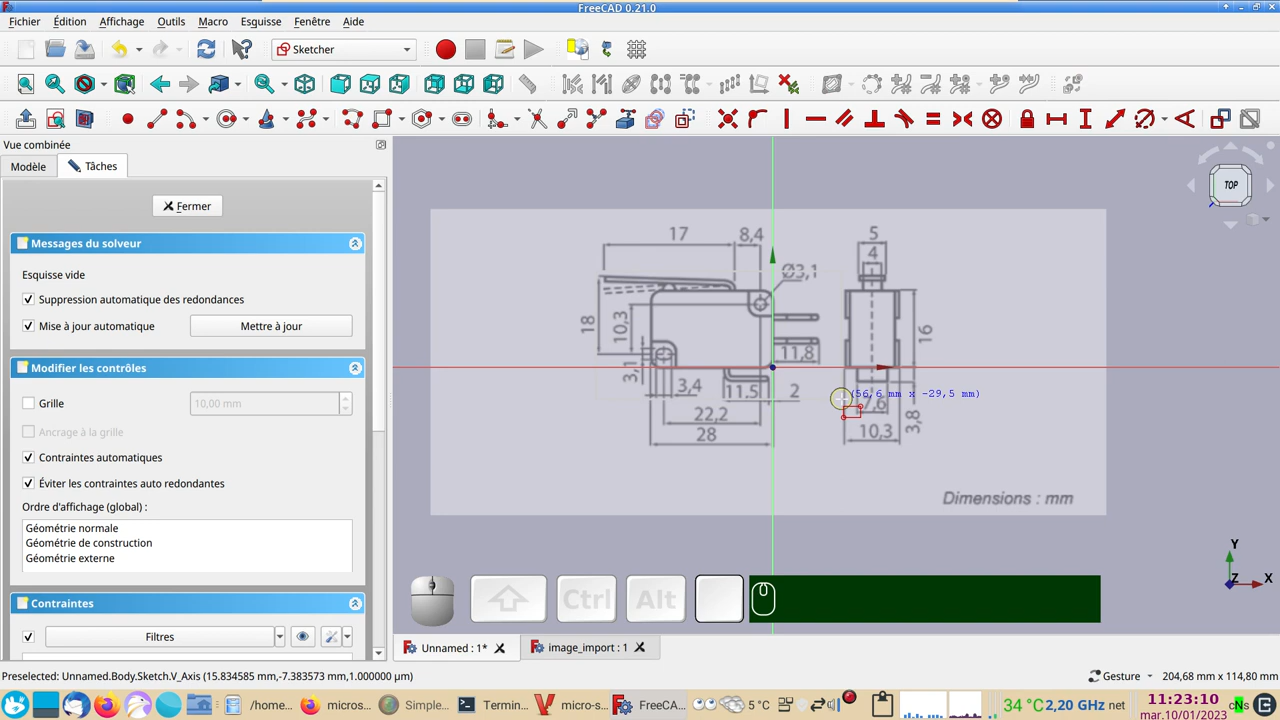 FreeCAD 0.21.0
Fichier Édition Affichage Outils Macro Esquisse Fenêtre Aide
Sketcher
Vue combinée
Modèle Tâches
Fermer
Messages du solveur
Esquisse vide
Suppression automatique des redondances
Mise à jour automatique Mettre à jour
Modifier les contrôles
Grille 10,00 mm
Ancrage à la grille
Contraintes automatiques
Éviter les contraintes auto redondantes
Ordre d'affichage (global) :
Géométrie normale
Géométrie de construction
Géométrie externe
Contraintes
Filtres
TOP
17 8,4 5
4
Ø3,1
18 10,3 16
11,8
3,1 3,4 11.5 2 7,6 3,8
(56,6 mm x -29,5 mm)
22,2
28 10,3
Dimensions : mm
Y
Z X
Ctrl Alt
Unnamed : 1* image_import : 1
Preselected: Unnamed.Body.Sketch.V_Axis (15.834585 mm,-7.383573 mm,1.000000 µm) Gesture 204,68 mm x 114,80 mm
/home... micros... Simple... Termin... micro-s... FreeCA... 5 °C 34 °C 2,20 GHz net 11:23:10
mar.10/01/2023